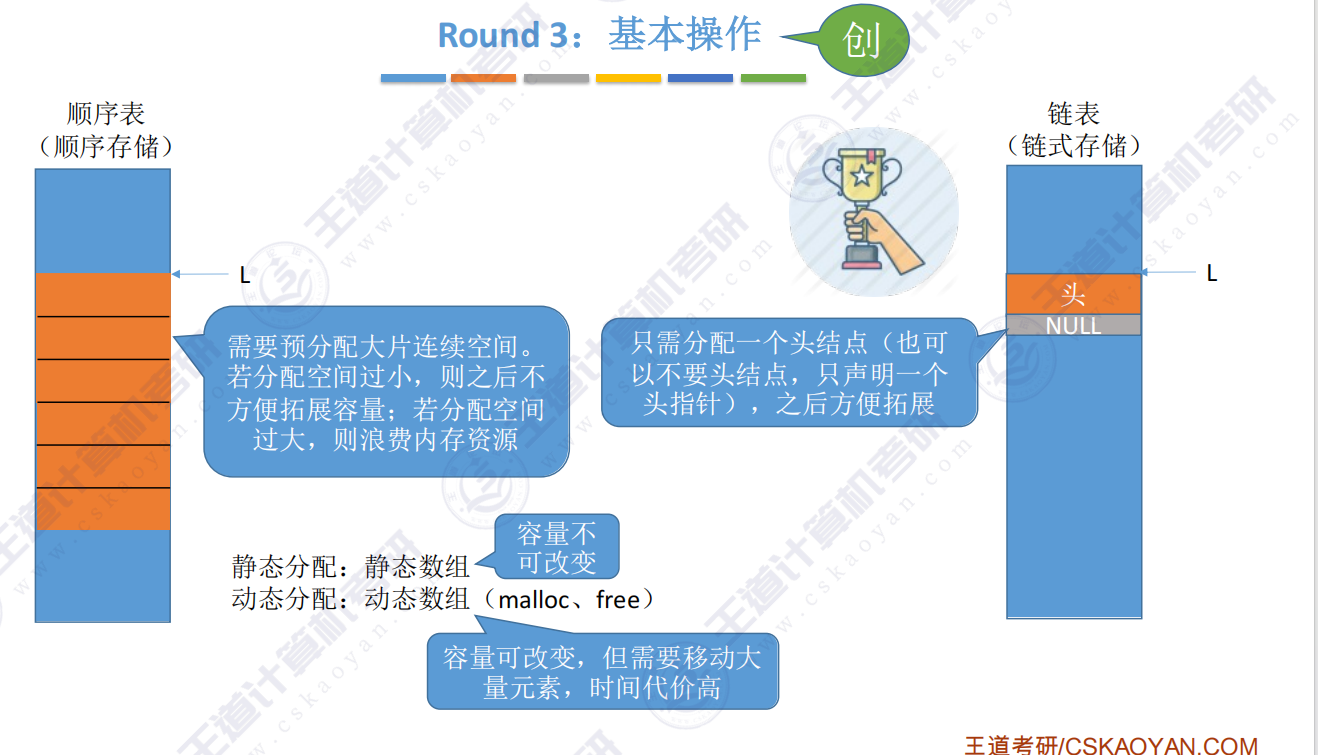 Round 3：基本操作
创
顺序表
（顺序存储）
链表
（链式存储）
L
L
头
NULL
需要预分配大片连续空间。
若分配空间过小，则之后不
方便拓展容量；若分配空间
过大，则浪费内存资源
只需分配一个头结点（也可
以不要头结点，只声明一个
头指针），之后方便拓展
容量不
可改变
静态分配：静态数组
动态分配：动态数组（malloc、free）
容量可改变，但需要移动大
量元素，时间代价高
王道考研/CSKAOYAN.COM
王道计算机考研
www.cskaoyan.com